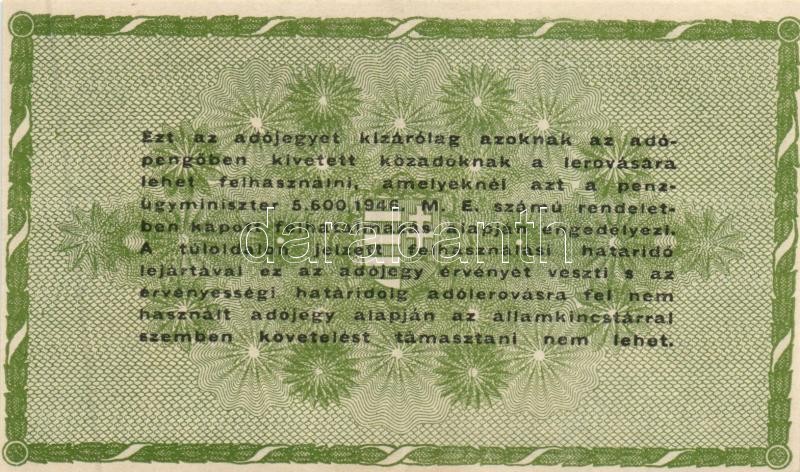 Ezt az adójegyet kizárólag azoknak az adó-
pengőben kivetett közadóknak a lerovására
lehet felhasználni, amelyeknél azt a pénz-
ügyminiszter 5.600/1946. M. E. számú rendelet-
ben kapott felhatalmazás alapján engedélyezi.
A túloldalon jelzett felhasználási határidő
lejártával ez az adójegy érvényét veszti s az
érvényességi határidőig adólerovásra fel nem
használt adójegy alapján az államkincstárral
szemben követelést támasztani nem lehet.
darabanth